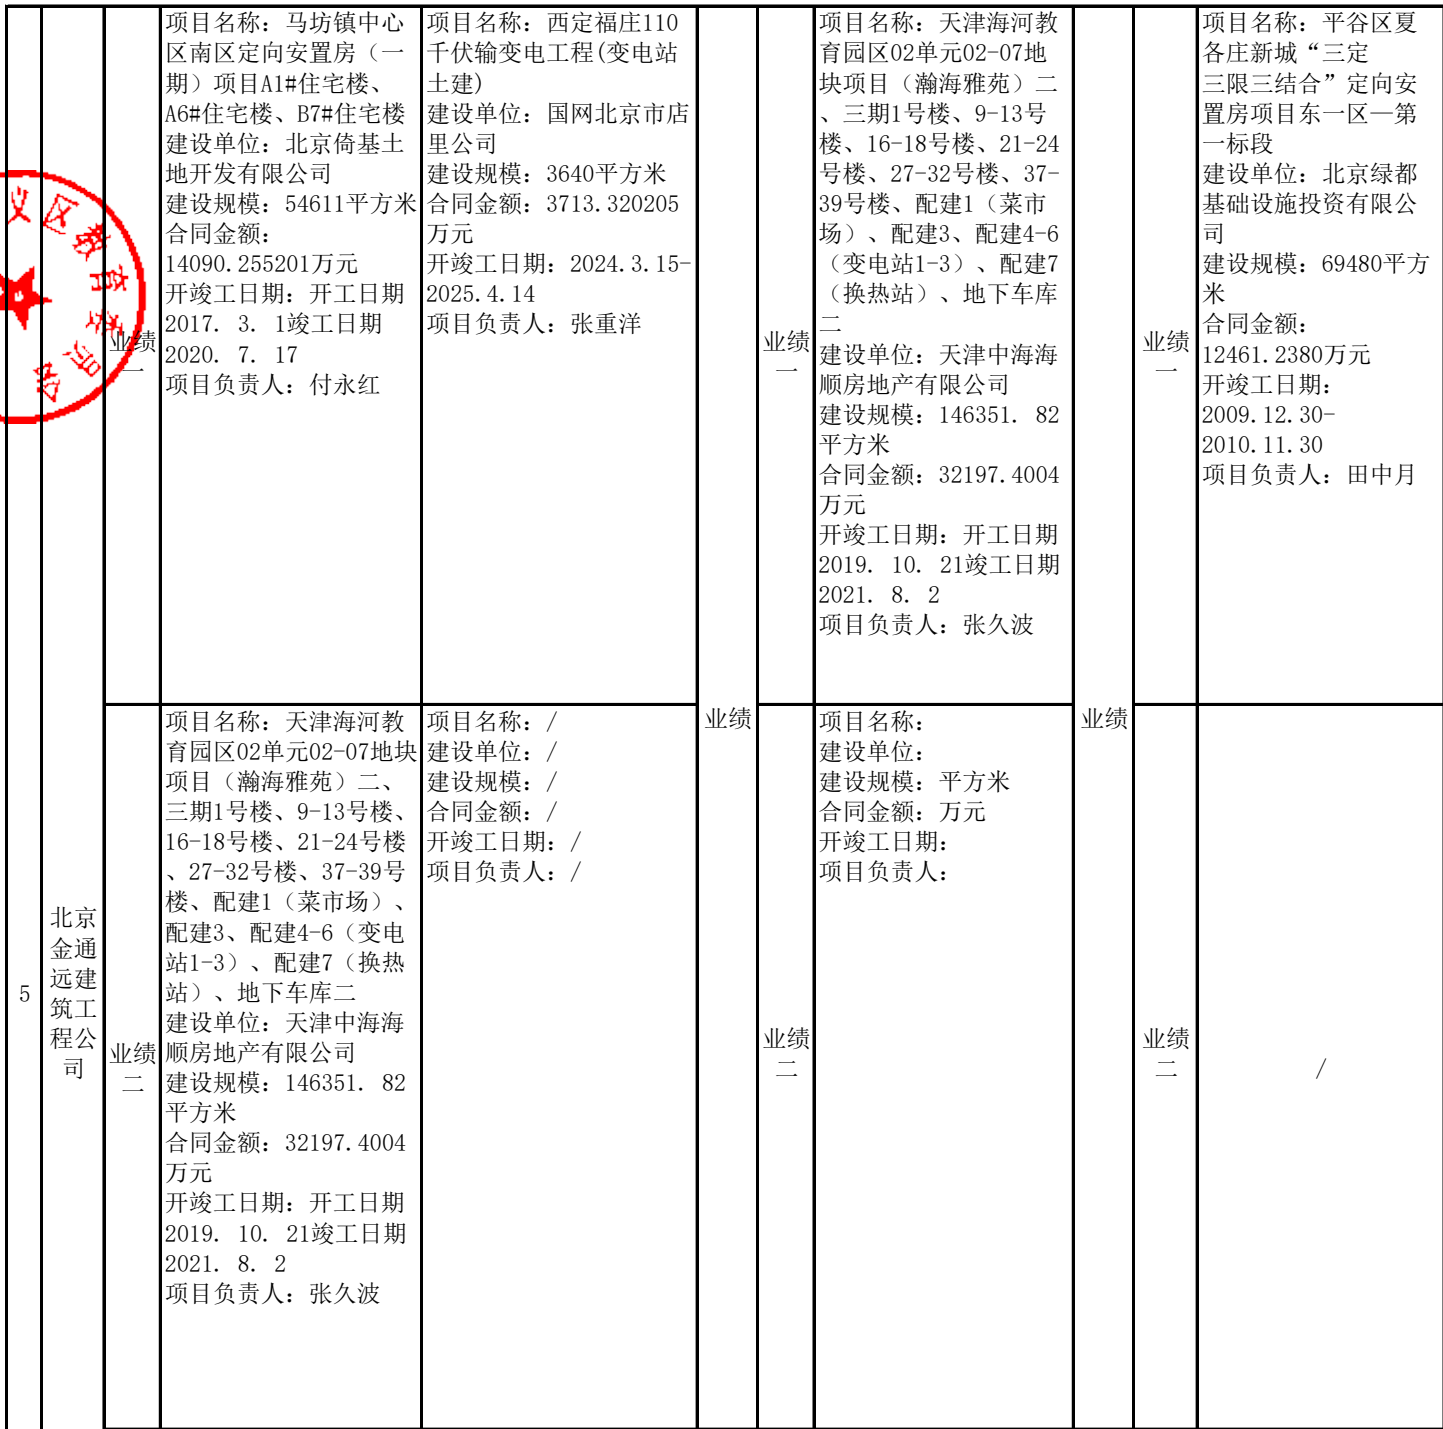 5
北京
金通
远建
筑工
程公
司
业绩
一
项目名称：马坊镇中心
区南区定向安置房（一
期）项目A1#住宅楼、
A6#住宅楼、B7#住宅楼
建设单位：北京倚基土
地开发有限公司
建设规模：54611平方米
合同金额：
14090.255201万元
开竣工日期：开工日期
2017. 3. 1竣工日期
2020. 7. 17
项目负责人：付永红
项目名称：西定福庄110
千伏输变电工程(变电站
土建)
建设单位：国网北京市店
里公司
建设规模：3640平方米
合同金额：3713.320205
万元
开竣工日期：2024.3.15-
2025.4.14
项目负责人：张重洋
业绩
业绩
一
项目名称：天津海河教
育园区02单元02-07地
块项目（瀚海雅苑）二
、三期1号楼、9-13号
楼、16-18号楼、21-24
号楼、27-32号楼、37-
39号楼、配建1（菜市
场）、配建3、配建4-6
（变电站1-3）、配建7
（换热站）、地下车库
二
建设单位：天津中海海
顺房地产有限公司
建设规模：146351. 82
平方米
合同金额：32197.4004
万元
开竣工日期：开工日期
2019. 10. 21竣工日期
2021. 8. 2
项目负责人：张久波
业绩
业绩
一
项目名称：平谷区夏
各庄新城“三定
三限三结合”定向安
置房项目东一区—第
一标段
建设单位：北京绿都
基础设施投资有限公
司
建设规模：69480平方
米
合同金额：
12461.2380万元
开竣工日期：
2009.12.30-
2010.11.30
项目负责人：田中月
业绩
二
项目名称：天津海河教
育园区02单元02-07地块
项目（瀚海雅苑）二、
三期1号楼、9-13号楼、
16-18号楼、21-24号楼
、27-32号楼、37-39号
楼、配建1（菜市场）、
配建3、配建4-6（变电
站1-3）、配建7（换热
站）、地下车库二
建设单位：天津中海海
顺房地产有限公司
建设规模：146351. 82
平方米
合同金额：32197.4004
万元
开竣工日期：开工日期
2019. 10. 21竣工日期
2021. 8. 2
项目负责人：张久波
项目名称：/
建设单位：/
建设规模：/
合同金额：/
开竣工日期：/
项目负责人：/
业绩
二
项目名称：
建设单位：
建设规模：平方米
合同金额：万元
开竣工日期：
项目负责人：
业绩
二
/
义区教育委员会